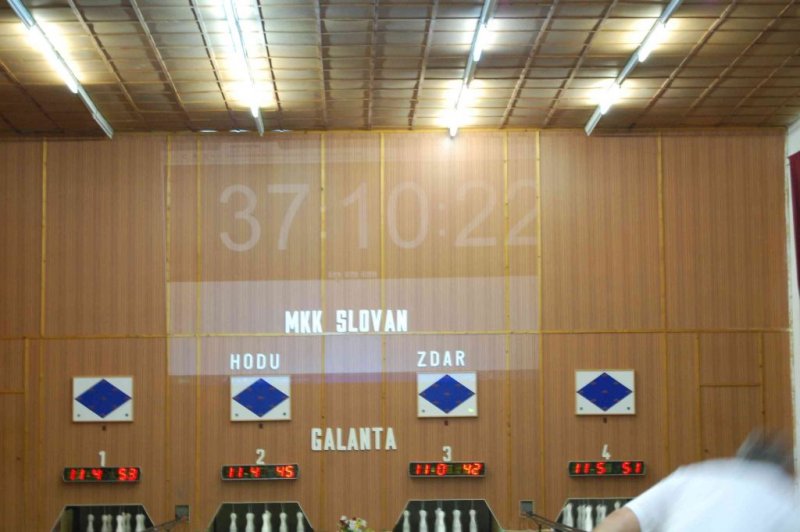 37:10:22
MKK SLOVAN
HODU ZDAR
GALANTA
1 2 3 4
11.4 53 11.4 45 11.0 42 11.5 51